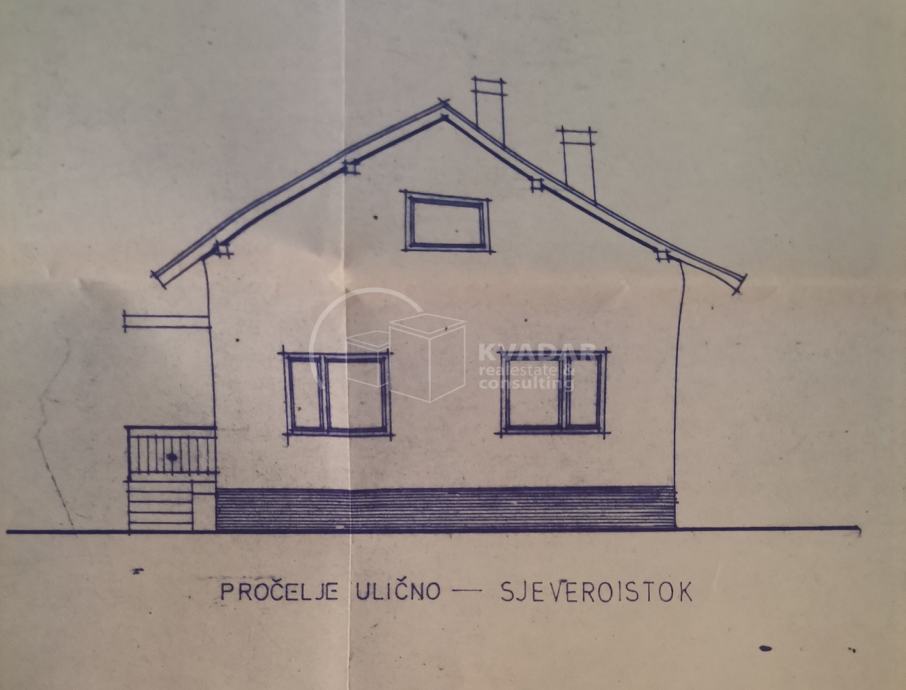 KVADAR
realestate &
consulting
PROČELJE ULIČNO — SJEVEROISTOK